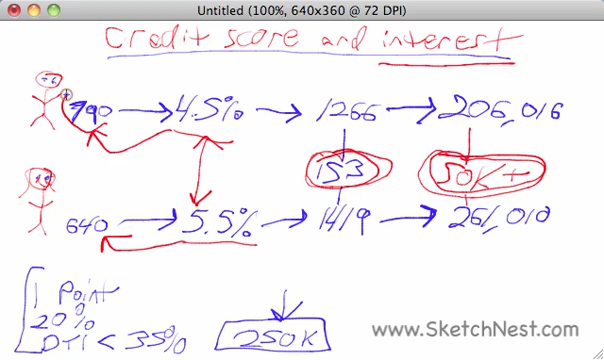 Untitled (100%, 640x360 @ 72 DPI)
Credit score and interest
790 → 4.5% → 1266 → 206,016
153 50K+
640 → 5.5% → 1419 → 261,010
1 Point
20%
DTI < 35% 250K
www.SketchNest.com